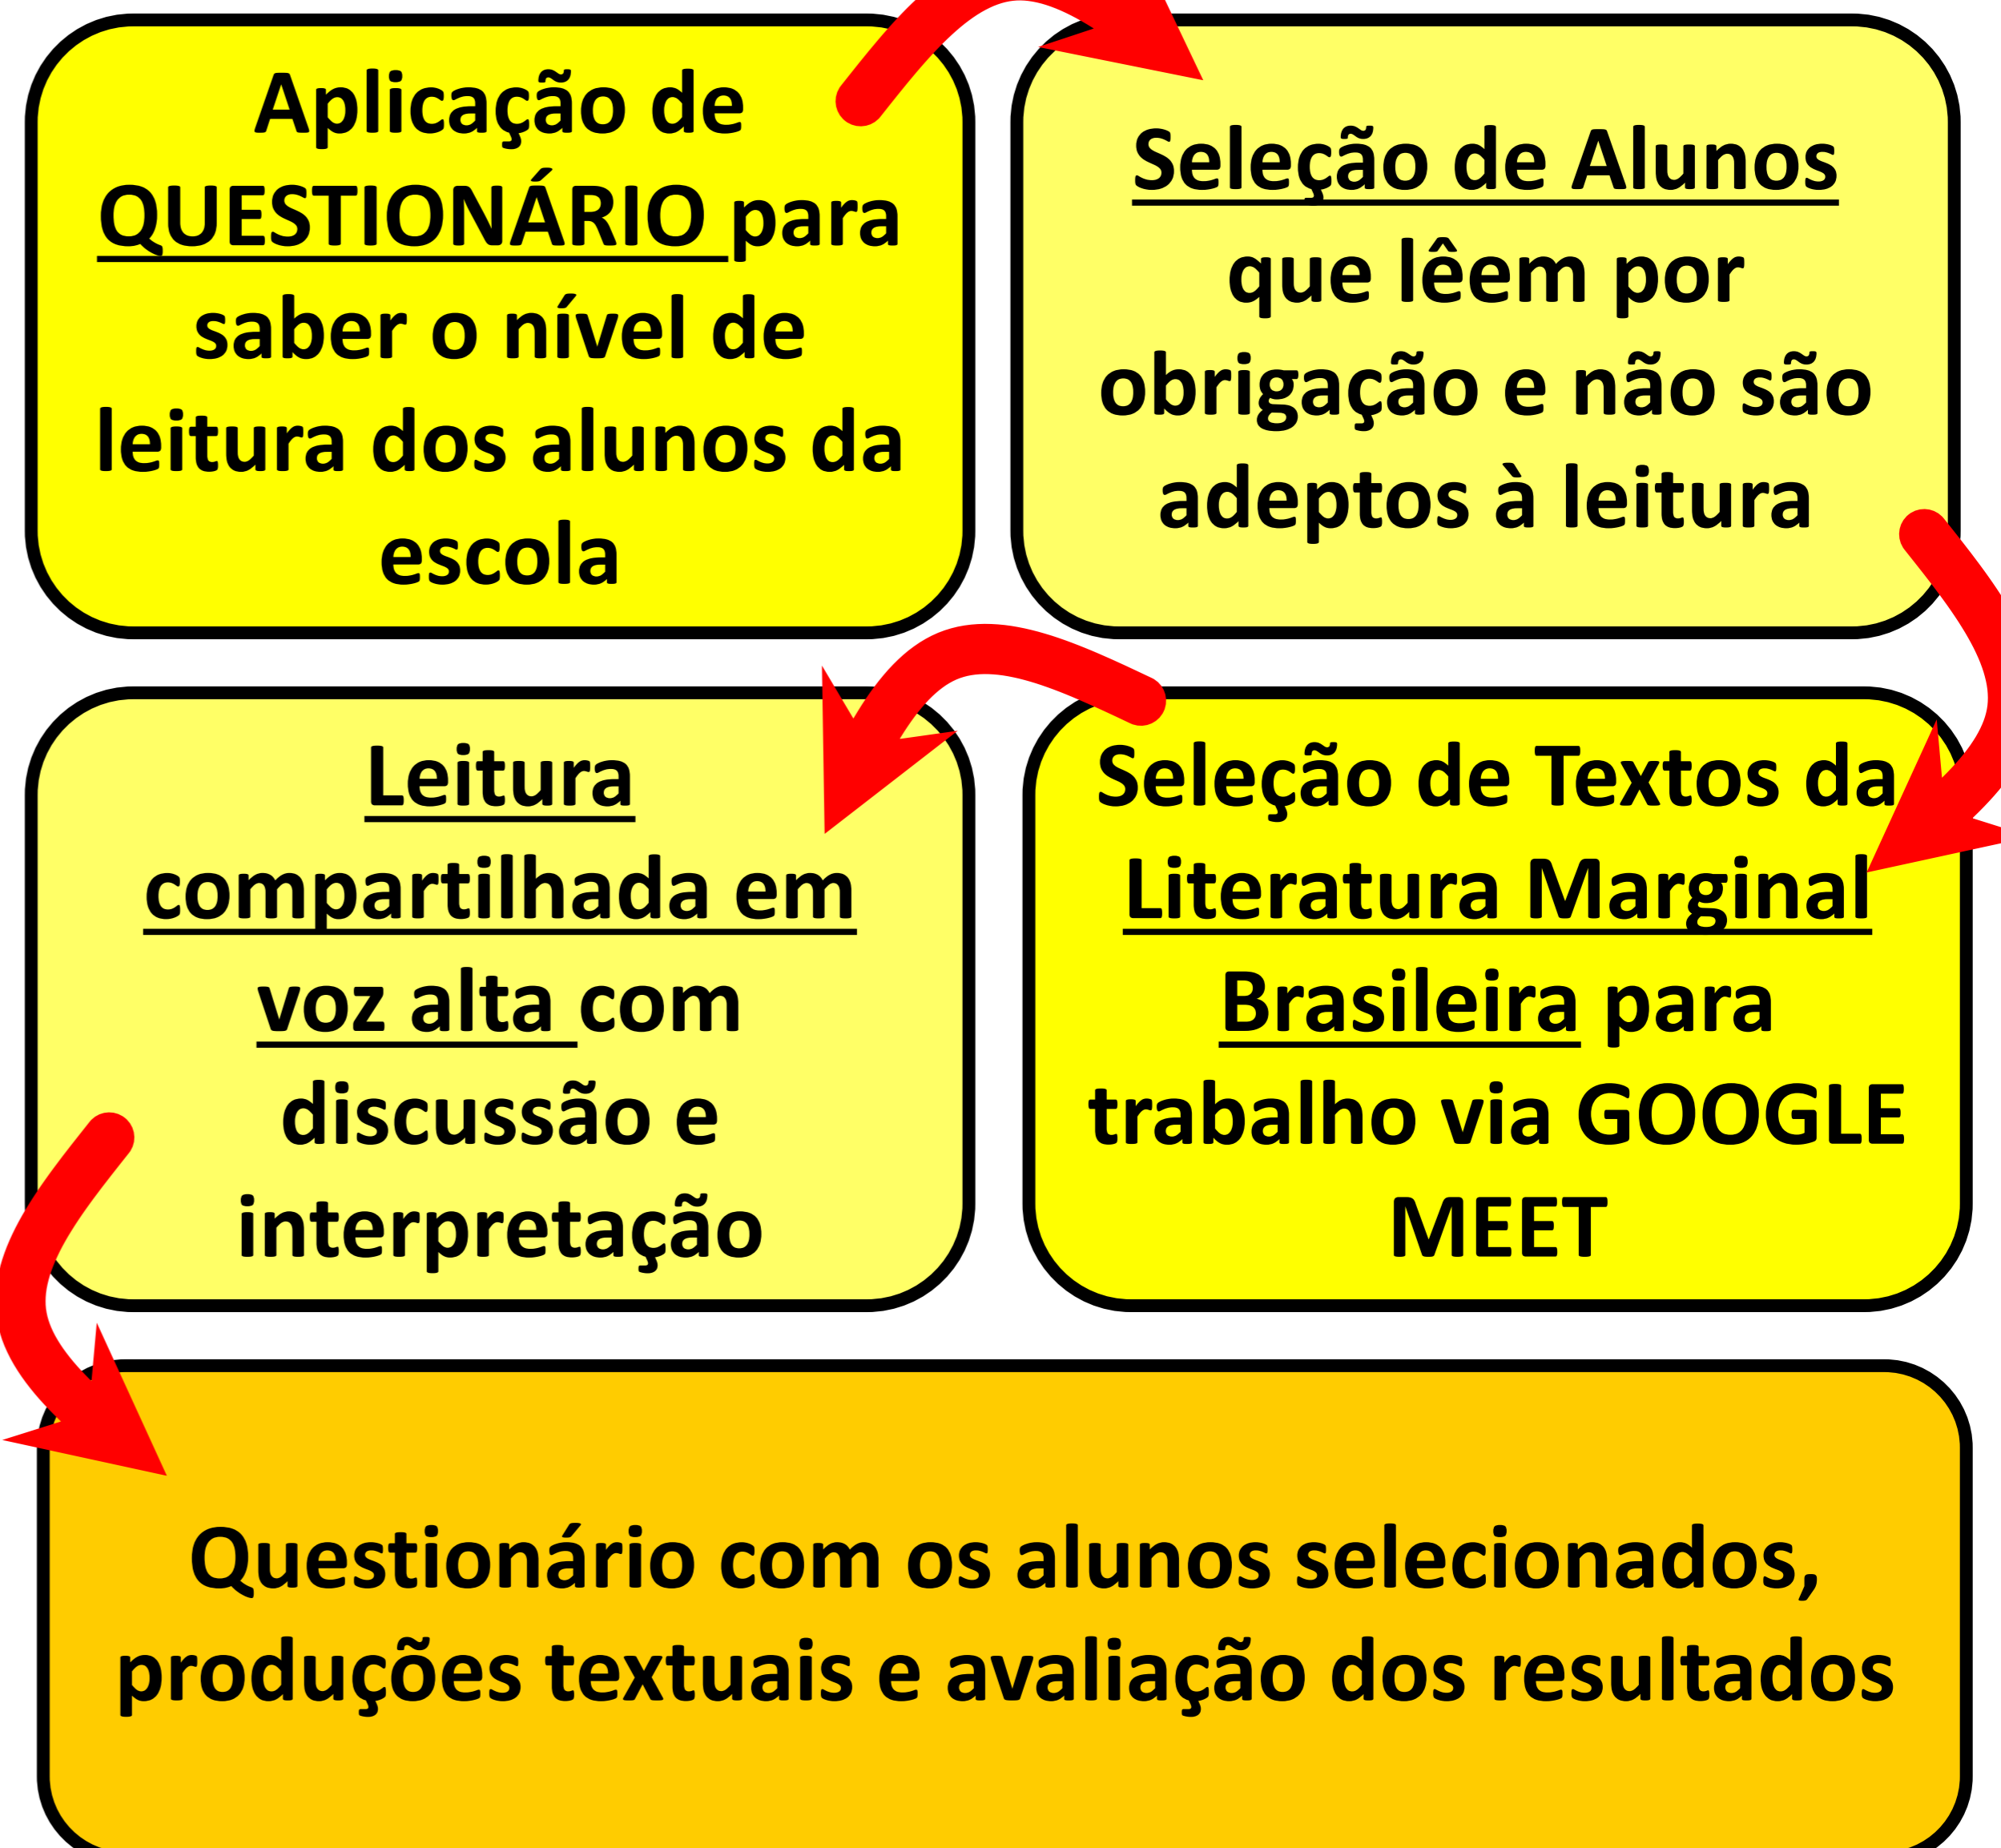 Aplicação de
QUESTIONÁRIO para
saber o nível de
leitura dos alunos da
escola
Seleção de Alunos
que lêem por
obrigação e não são
adeptos à leitura
Seleção de Textos da
Literatura Marginal
Brasileira para
trabalho via GOOGLE
MEET
Leitura
compartilhada em
voz alta com
discussão e
interpretação
Questionário com os alunos selecionados,
produções textuais e avaliação dos resultados